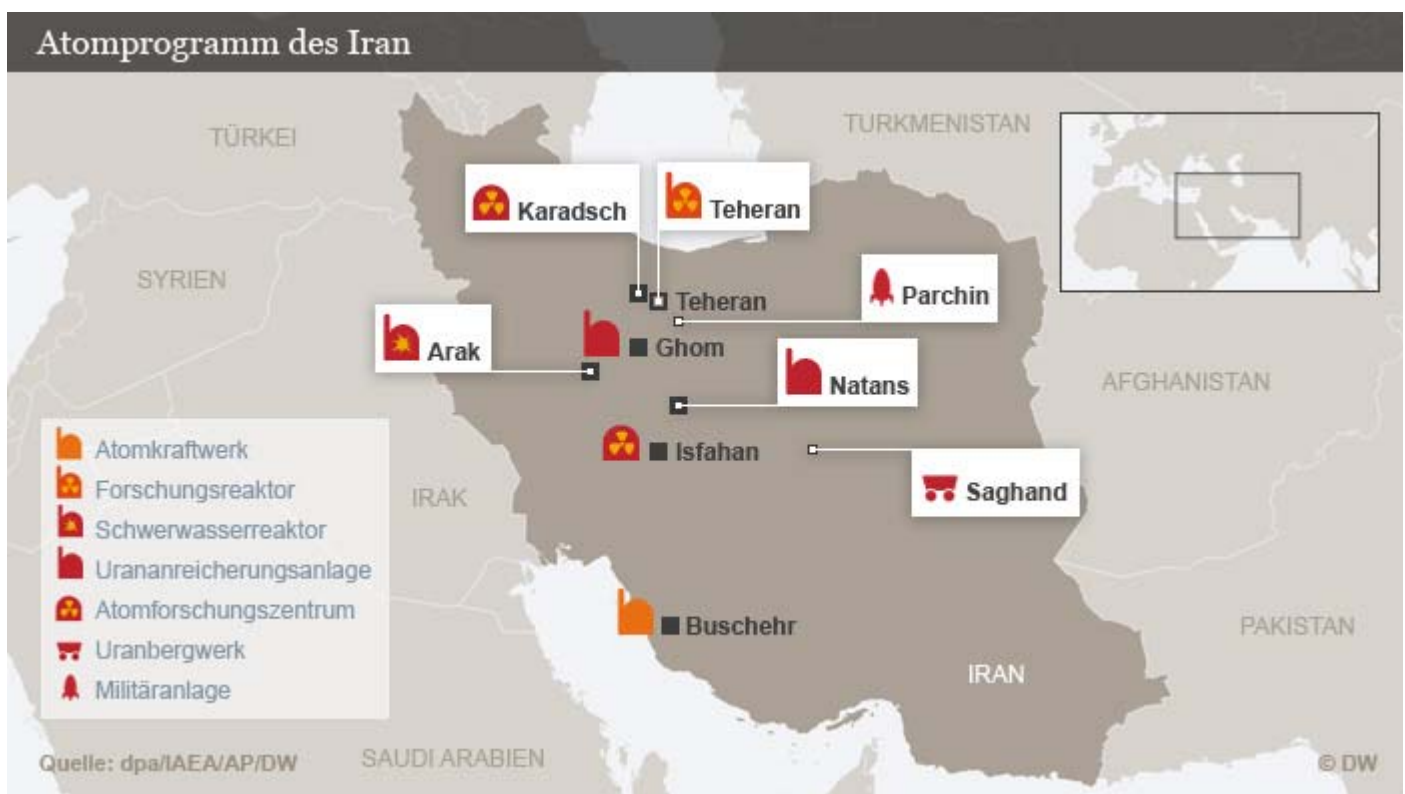 Atomprogramm des Iran
TÜRKEI
TURKMENISTAN
Karadsch
Teheran
SYRIEN
Teheran
Parchin
Arak
Ghom
Natans
AFGHANISTAN
Isfahan
Saghand
IRAK
Atomkraftwerk
Forschungsreaktor
Schwerwasserreaktor
Urananreicherungsanlage
Atomforschungszentrum
Uranbergwerk
Militäranlage
Buschehr
PAKISTAN
IRAN
SAUDI ARABIEN
Quelle: dpa/IAEA/AP/DW
© DW